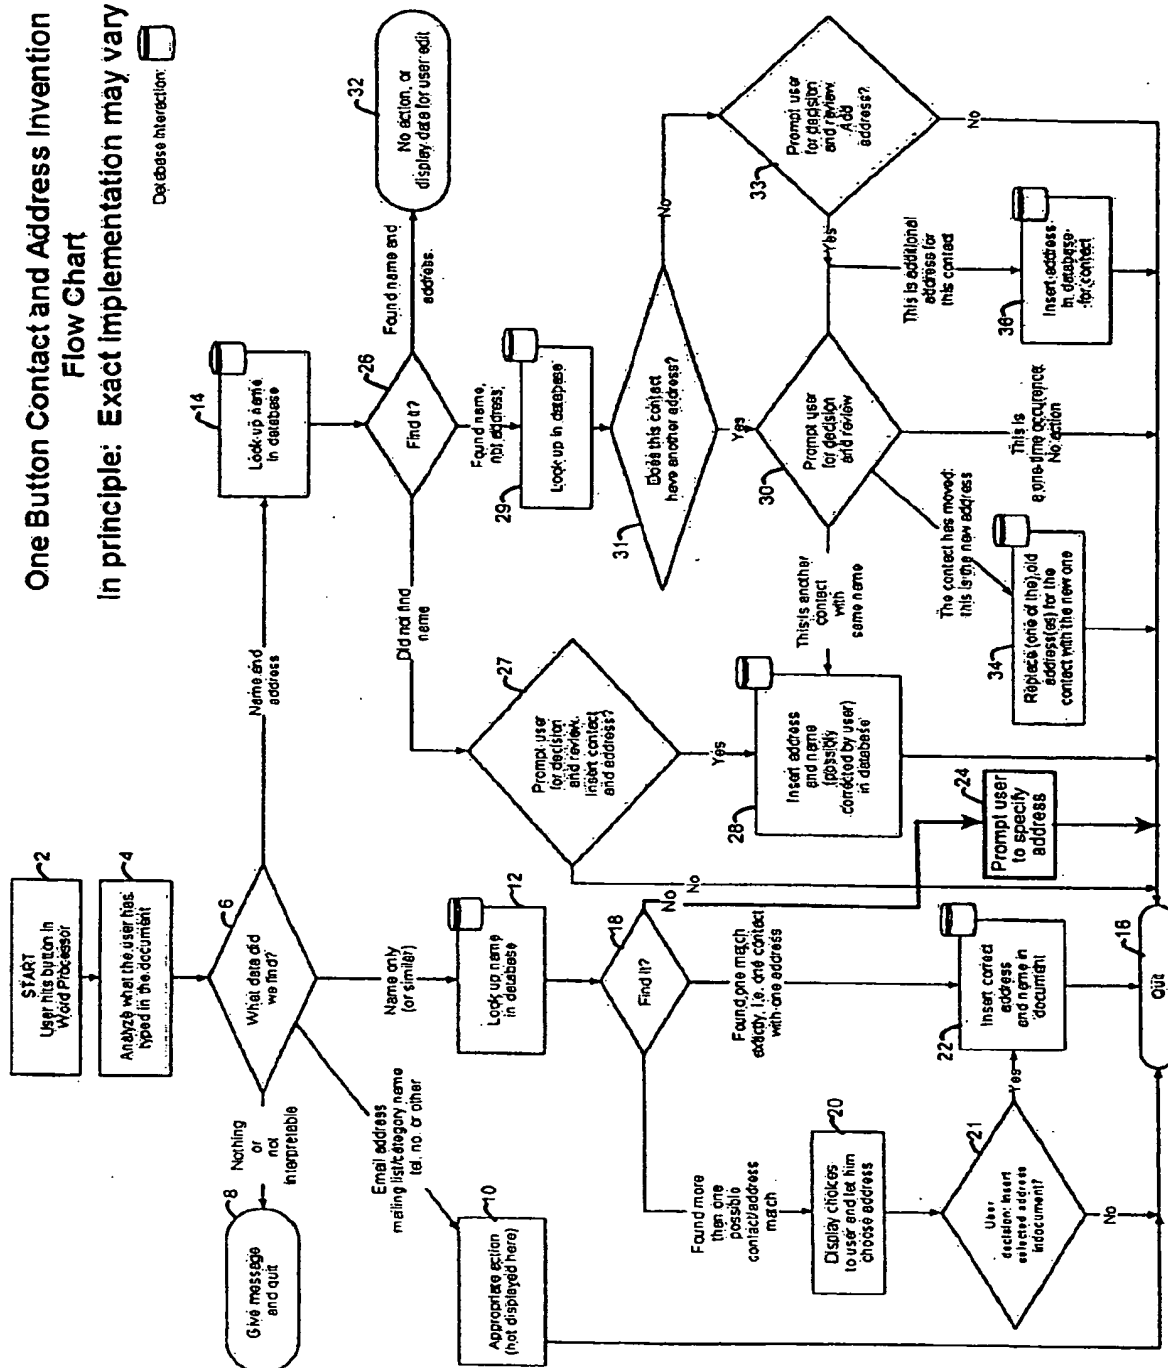 One Button Contact and Address Invention
Flow Chart
In principle: Exact implementation may vary
Database Interaction:
2
START
User hits button in
Word Processor
4
Analyze what the user has
typed in the document
6
What data did
we find?
Nothing
or
not
interpretable
8
Give message
and quit
Email address
mailing list/category name
tel. no. or other
10
Appropriate action
(not displayed here)
Name only
(or similar)
12
Look up name
in database
Name and
address
14
Look up name
in database
18
Find it?
Found more
than one
possible
contact/address
match
20
Display choices
to user and let him
choose address
21
User
decision: Insert
selected address
in document?
Yes
No
Found one match
exactly, i.e. one contact
with one address
22
Insert correct
address
and name in
document
No
24
Prompt user
to specify
address
16
Quit
26
Find it?
Found name and
address
32
No action, or
display data for user edit
Did not find
name
27
Prompt user
for decision
and review.
Insert contact
and address?
Yes
No
28
Insert address
and name
(possibly
corrected by user)
in database
Found name,
not address
29
Look up in database
31
Does this contact
have another address?
Yes
No
30
Prompt user
for decision
and review
This is another
contact
with
same name
The contact has moved:
this is the new address
34
Replace (one of the) old
address(es) for the
contact with the new one
This is
a one-time occurence:
No action
33
Prompt user
for decision
and review.
Add
address?
Yes
No
This is additional
address for
this contact
36
Insert address
in database
for contact